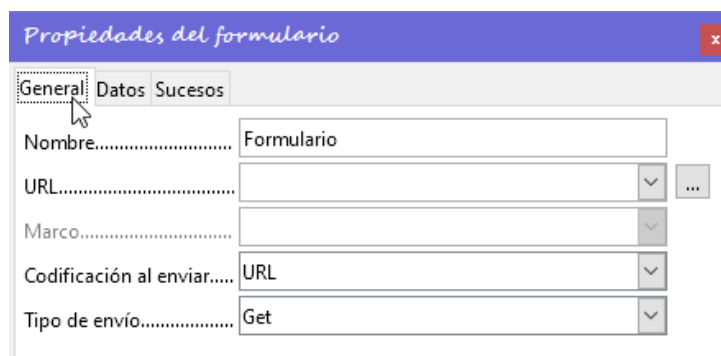 Propiedades del formulario x
General Datos Sucesos
Nombre............................ Formulario
URL.................................... ...
Marco...............................
Codificación al enviar..... URL
Tipo de envío................... Get